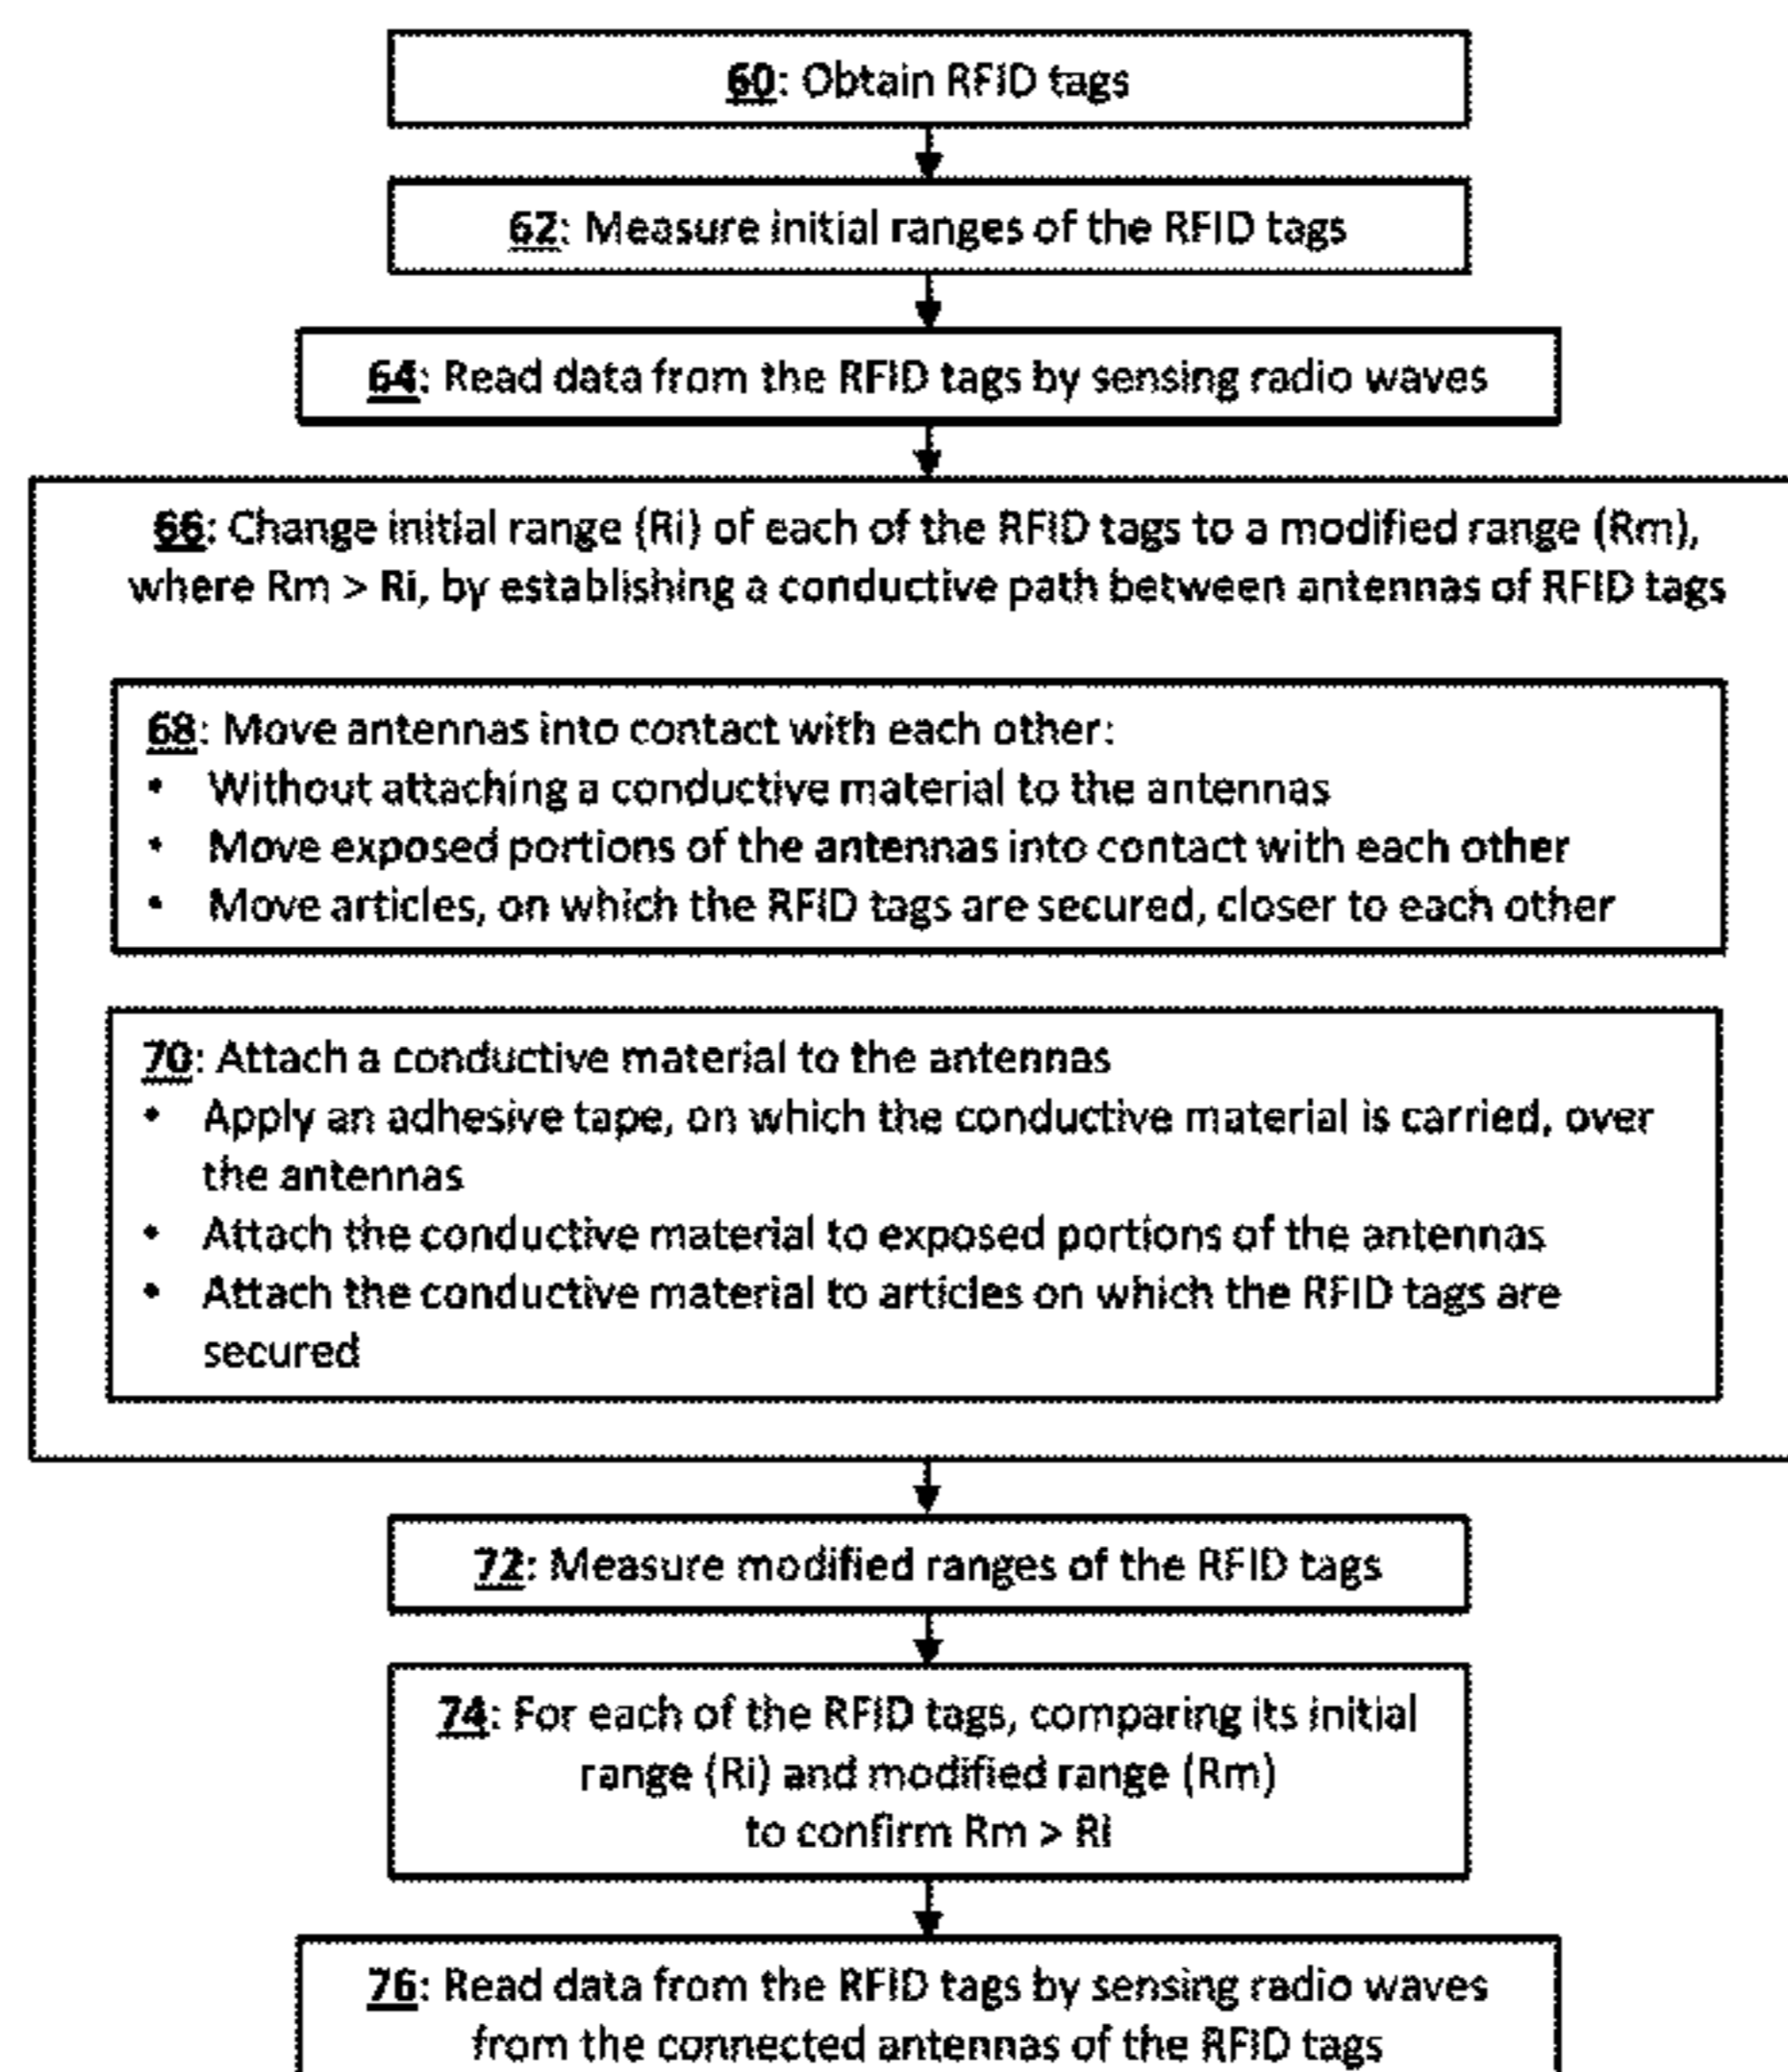 60: Obtain RFID tags
62: Measure initial ranges of the RFID tags
64: Read data from the RFID tags by sensing radio waves
66: Change initial range (Ri) of each of the RFID tags to a modified range (Rm),
where Rm > Ri, by establishing a conductive path between antennas of RFID tags
68: Move antennas into contact with each other:
• Without attaching a conductive material to the antennas
• Move exposed portions of the antennas into contact with each other
• Move articles, on which the RFID tags are secured, closer to each other
70: Attach a conductive material to the antennas
• Apply an adhesive tape, on which the conductive material is carried, over
the antennas
• Attach the conductive material to exposed portions of the antennas
• Attach the conductive material to articles on which the RFID tags are
secured
72: Measure modified ranges of the RFID tags
74: For each of the RFID tags, comparing its initial
range (Ri) and modified range (Rm)
to confirm Rm > Ri
76: Read data from the RFID tags by sensing radio waves
from the connected antennas of the RFID tags